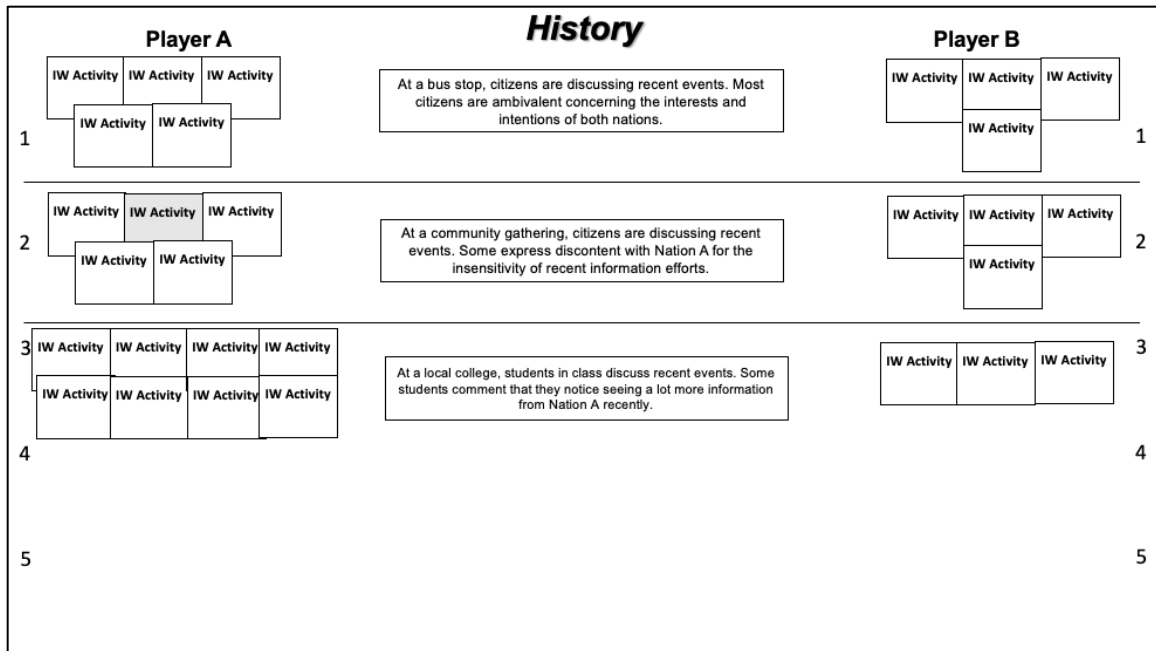 History
Player A
Player B
IW Activity IW Activity IW Activity
IW Activity IW Activity
1
At a bus stop, citizens are discussing recent events. Most
citizens are ambivalent concerning the interests and
intentions of both nations.
IW Activity IW Activity IW Activity
IW Activity
1
IW Activity IW Activity IW Activity
IW Activity IW Activity
2
At a community gathering, citizens are discussing recent
events. Some express discontent with Nation A for the
insensitivity of recent information efforts.
IW Activity IW Activity IW Activity
IW Activity
2
3
IW Activity IW Activity IW Activity IW Activity
IW Activity IW Activity IW Activity IW Activity
At a local college, students in class discuss recent events. Some
students comment that they notice seeing a lot more information
from Nation A recently.
IW Activity IW Activity IW Activity
3
4
4
5
5